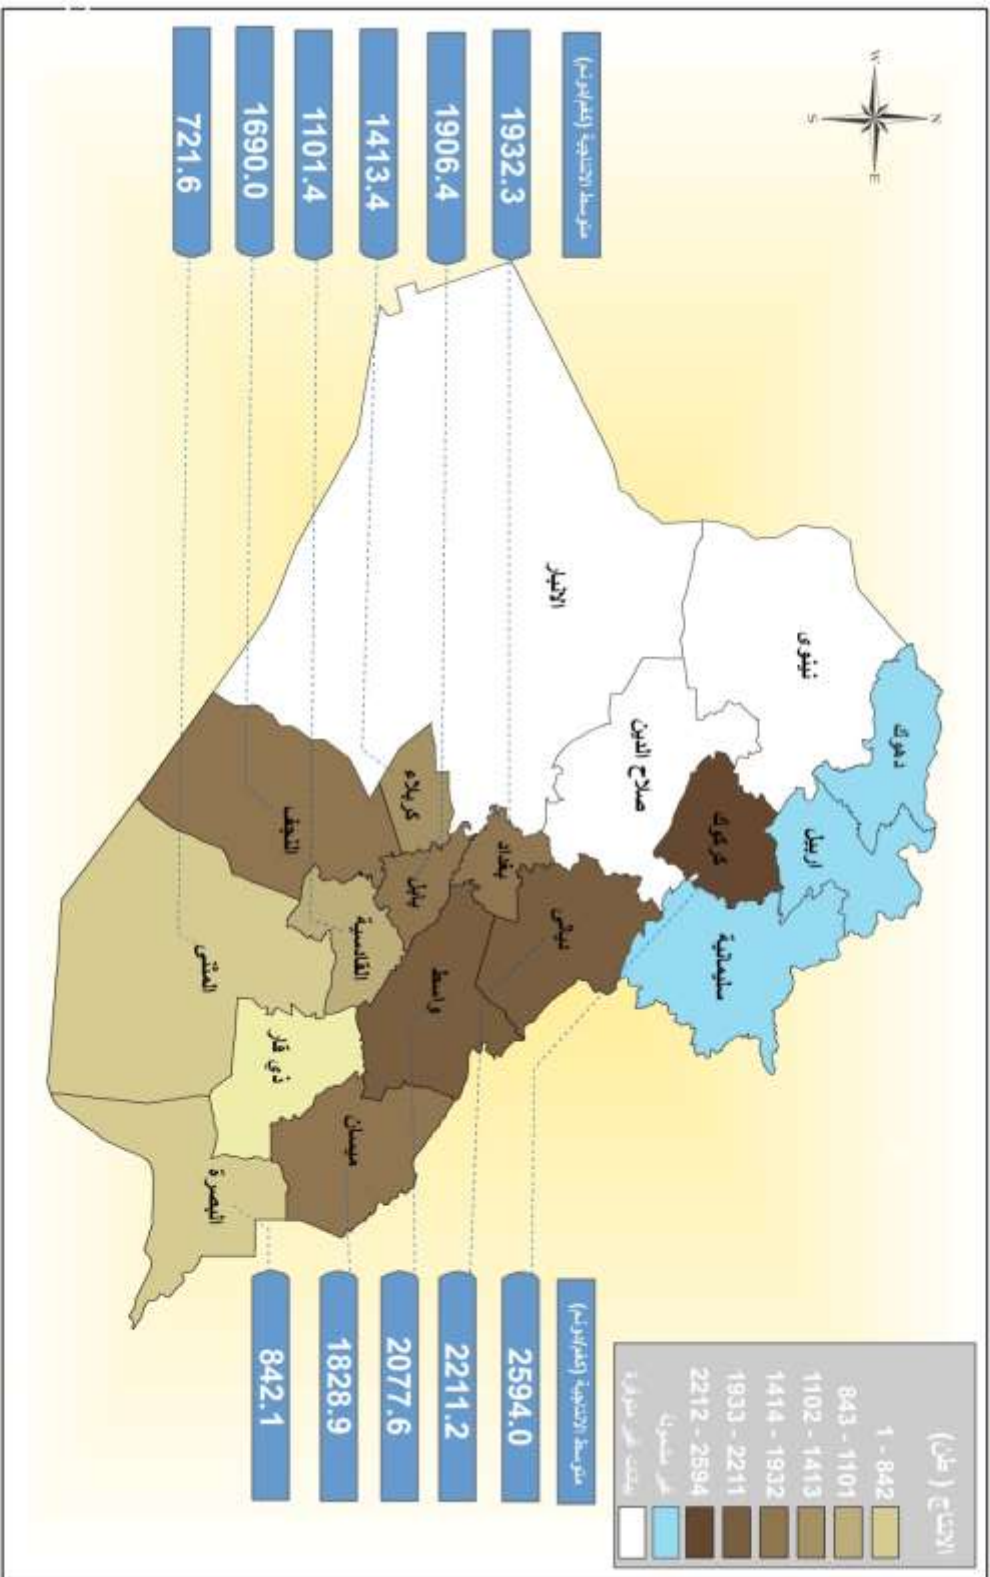 الانتاج (طن)
1 - 842
843 - 1101
1102 - 1413
1414 - 1932
1933 - 2211
2212 - 2594
غير مشمولة
بيانات غير متوفرة
N
S
E
W
متوسط الانتاجية (كغم/دونم)
1932.3
1906.4
1413.4
1101.4
1690.0
721.6
متوسط الانتاجية (كغم/دونم)
2594.0
2211.2
2077.6
1828.9
842.1
دهوك
نينوى
اربيل
كركوك
سليمانية
صلاح الدين
الانبار
ديالى
بغداد
كربلاء
بابل
واسط
النجف
القادسية
ميسان
ذي قار
المثنى
البصرة